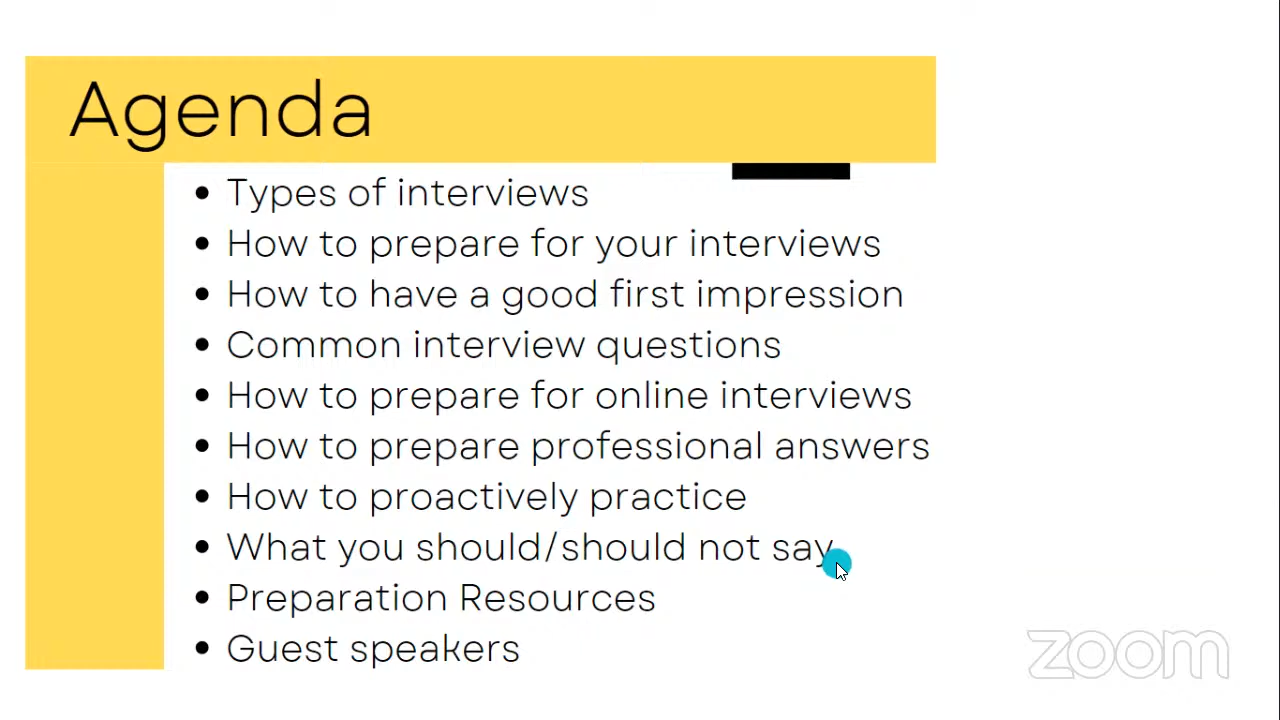 Agenda
• Types of interviews
• How to prepare for your interviews
• How to have a good first impression
• Common interview questions
• How to prepare for online interviews
• How to prepare professional answers
• How to proactively practice
• What you should/should not say
• Preparation Resources
• Guest speakers
zoom